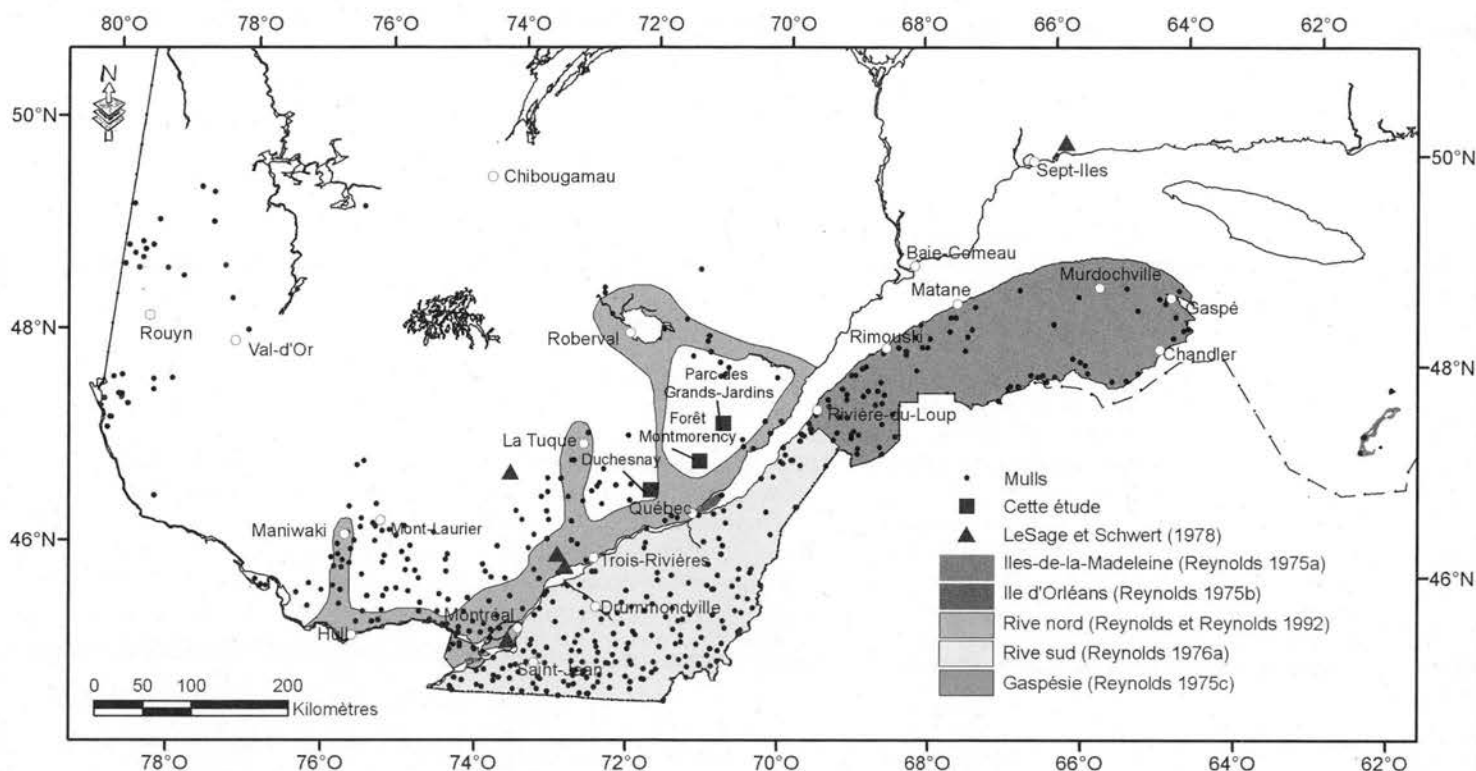 80°O 78°O 76°O 74°O 72°O 70°O 68°O 66°O 64°O 62°O
N
50°N
50°N
Sept-Iles
Chibougamau
Baie-Comeau
Murdochville
Matane
Gaspé
48°N
Rouyn
Val-d'Or
Roberval
Rimouski
Chandler
48°N
Parc des
Grands-Jardins
Forêt
Montmorency
Rivière-du-Loup
La Tuque
Duchesnay
Québec
Maniwaki
Mont-Laurier
46°N
Trois-Rivières
46°N
Drummondville
Montréal
Hull
Saint-Jean
Mulls
Cette étude
LeSage et Schwert (1978)
Iles-de-la-Madeleine (Reynolds 1975a)
Ile d'Orléans (Reynolds 1975b)
Rive nord (Reynolds et Reynolds 1992)
Rive sud (Reynolds 1976a)
Gaspésie (Reynolds 1975c)
0 50 100 200
Kilomètres
78°O 76°O 74°O 72°O 70°O 68°O 66°O 64°O 62°O